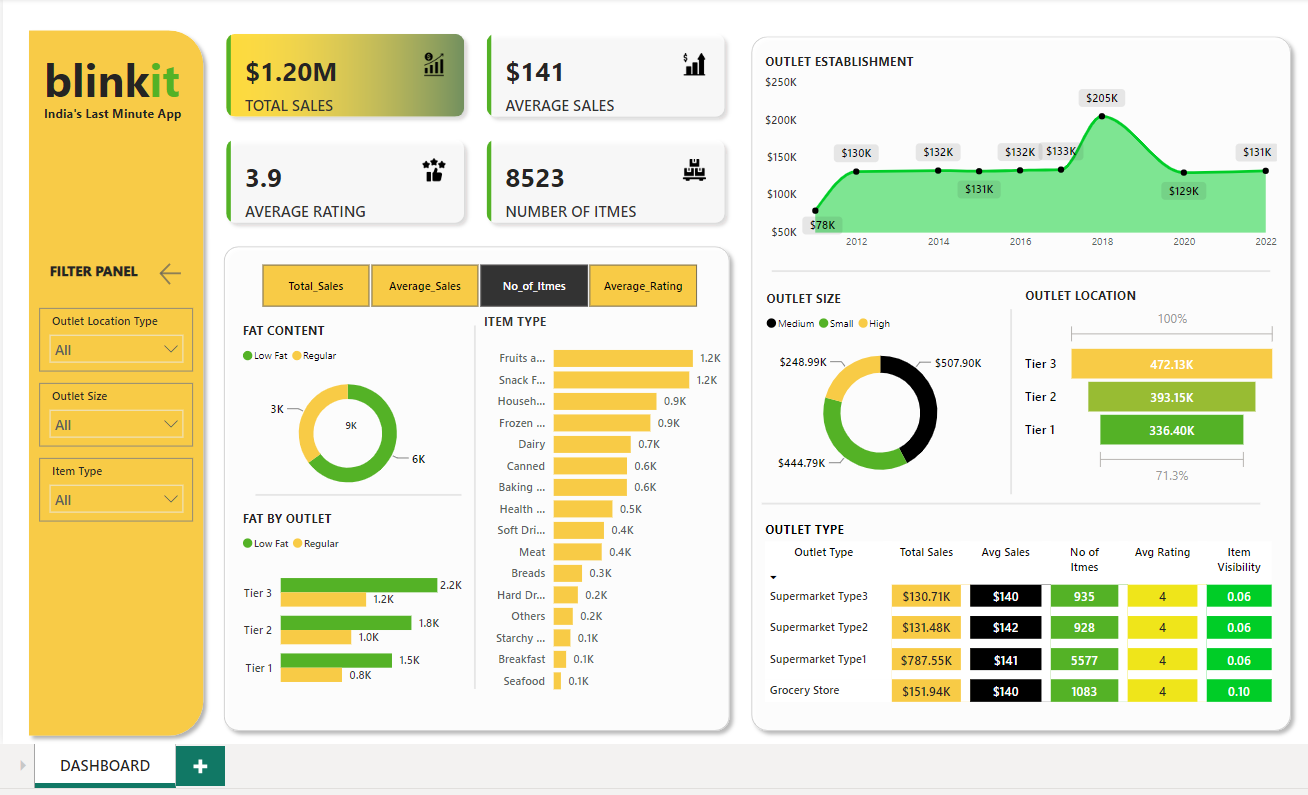 blinkit
India's Last Minute App
FILTER PANEL
Outlet Location Type
All
Outlet Size
All
Item Type
All
$1.20M
TOTAL SALES
$141
AVERAGE SALES
3.9
AVERAGE RATING
8523
NUMBER OF ITMES
Total_Sales
Average_Sales
No_of_Itmes
Average_Rating
FAT CONTENT
Low Fat Regular
3K
9K
6K
FAT BY OUTLET
Low Fat Regular
Tier 3 2.2K
1.2K
Tier 2 1.8K
1.0K
Tier 1 1.5K
0.8K
ITEM TYPE
Fruits a... 1.2K
Snack F... 1.2K
Househ... 0.9K
Frozen ... 0.9K
Dairy 0.7K
Canned 0.6K
Baking ... 0.6K
Health ... 0.5K
Soft Dri... 0.4K
Meat 0.4K
Breads 0.3K
Hard Dr... 0.2K
Others 0.2K
Starchy ... 0.1K
Breakfast 0.1K
Seafood 0.1K
OUTLET ESTABLISHMENT
$250K
$200K
$150K
$100K
$50K
$78K
$130K
$132K
$131K
$132K
$133K
$205K
$129K
$131K
2012 2014 2016 2018 2020 2022
OUTLET SIZE
Medium Small High
$248.99K
$507.90K
$444.79K
OUTLET LOCATION
100%
Tier 3 472.13K
Tier 2 393.15K
Tier 1 336.40K
71.3%
OUTLET TYPE
Outlet Type Total Sales Avg Sales No of Itmes Avg Rating Item Visibility
Supermarket Type3 $130.71K $140 935 4 0.06
Supermarket Type2 $131.48K $142 928 4 0.06
Supermarket Type1 $787.55K $141 5577 4 0.06
Grocery Store $151.94K $140 1083 4 0.10
DASHBOARD
+